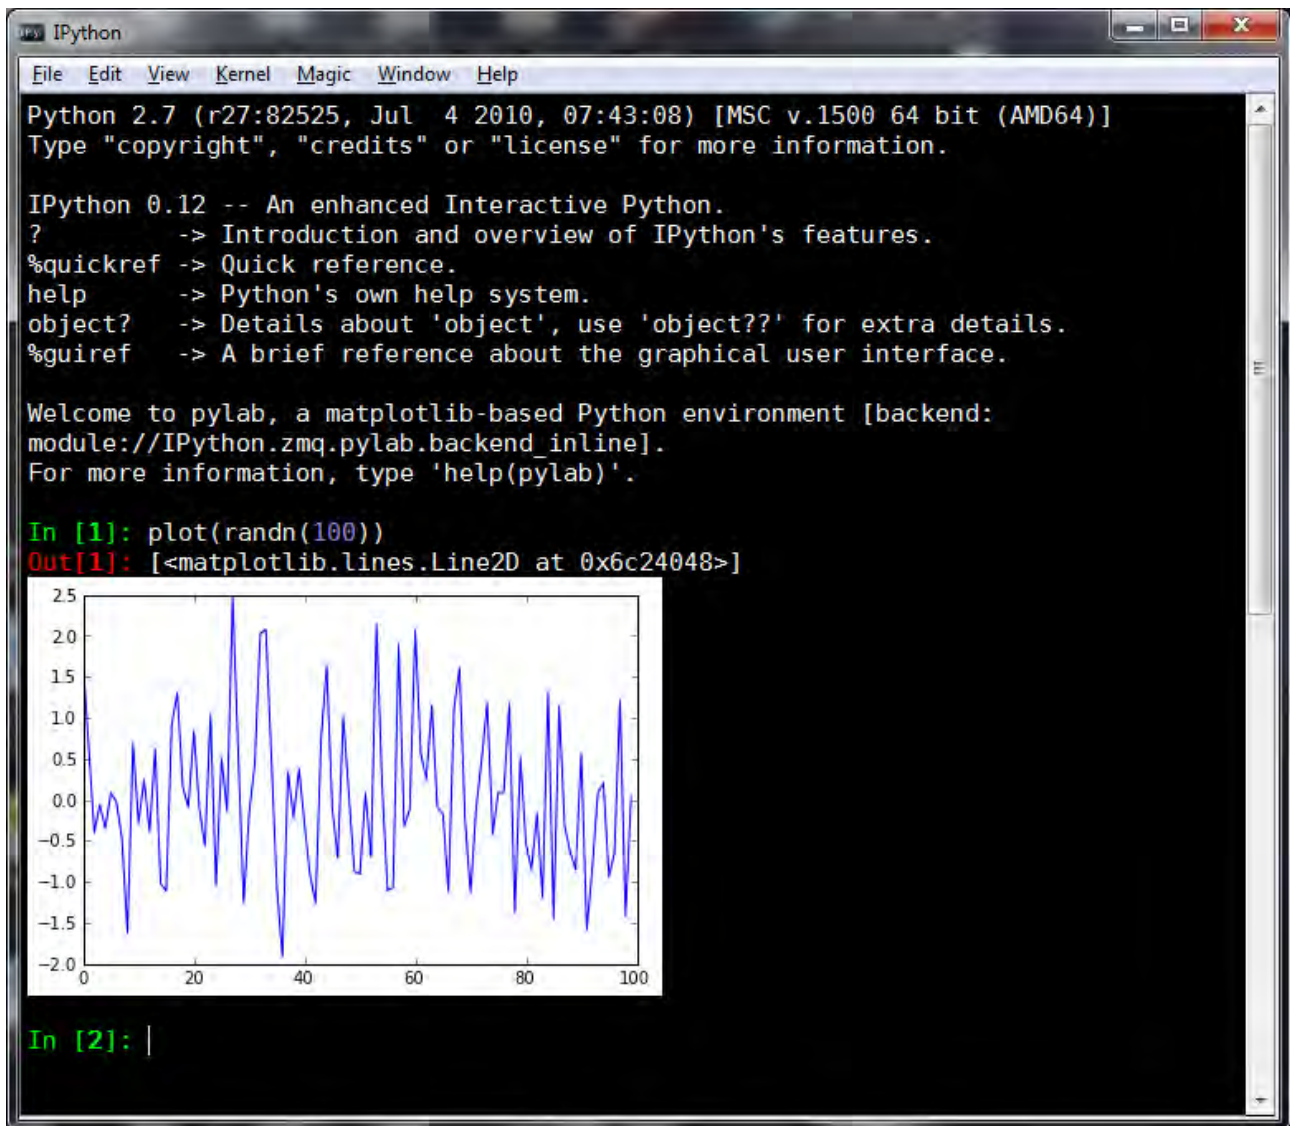 IPython
File Edit View Kernel Magic Window Help
Python 2.7 (r27:82525, Jul  4 2010, 07:43:08) [MSC v.1500 64 bit (AMD64)]
Type "copyright", "credits" or "license" for more information.
IPython 0.12 -- An enhanced Interactive Python.
?         -> Introduction and overview of IPython's features.
%quickref -> Quick reference.
help      -> Python's own help system.
object?   -> Details about 'object', use 'object??' for extra details.
%guiref   -> A brief reference about the graphical user interface.
Welcome to pylab, a matplotlib-based Python environment [backend:
module://IPython.zmq.pylab.backend_inline].
For more information, type 'help(pylab)'.
In [1]: plot(randn(100))
Out[1]: [<matplotlib.lines.Line2D at 0x6c24048>]
2.5
2.0
1.5
1.0
0.5
0.0
−0.5
−1.0
−1.5
−2.0
0 20 40 60 80 100
In [2]: